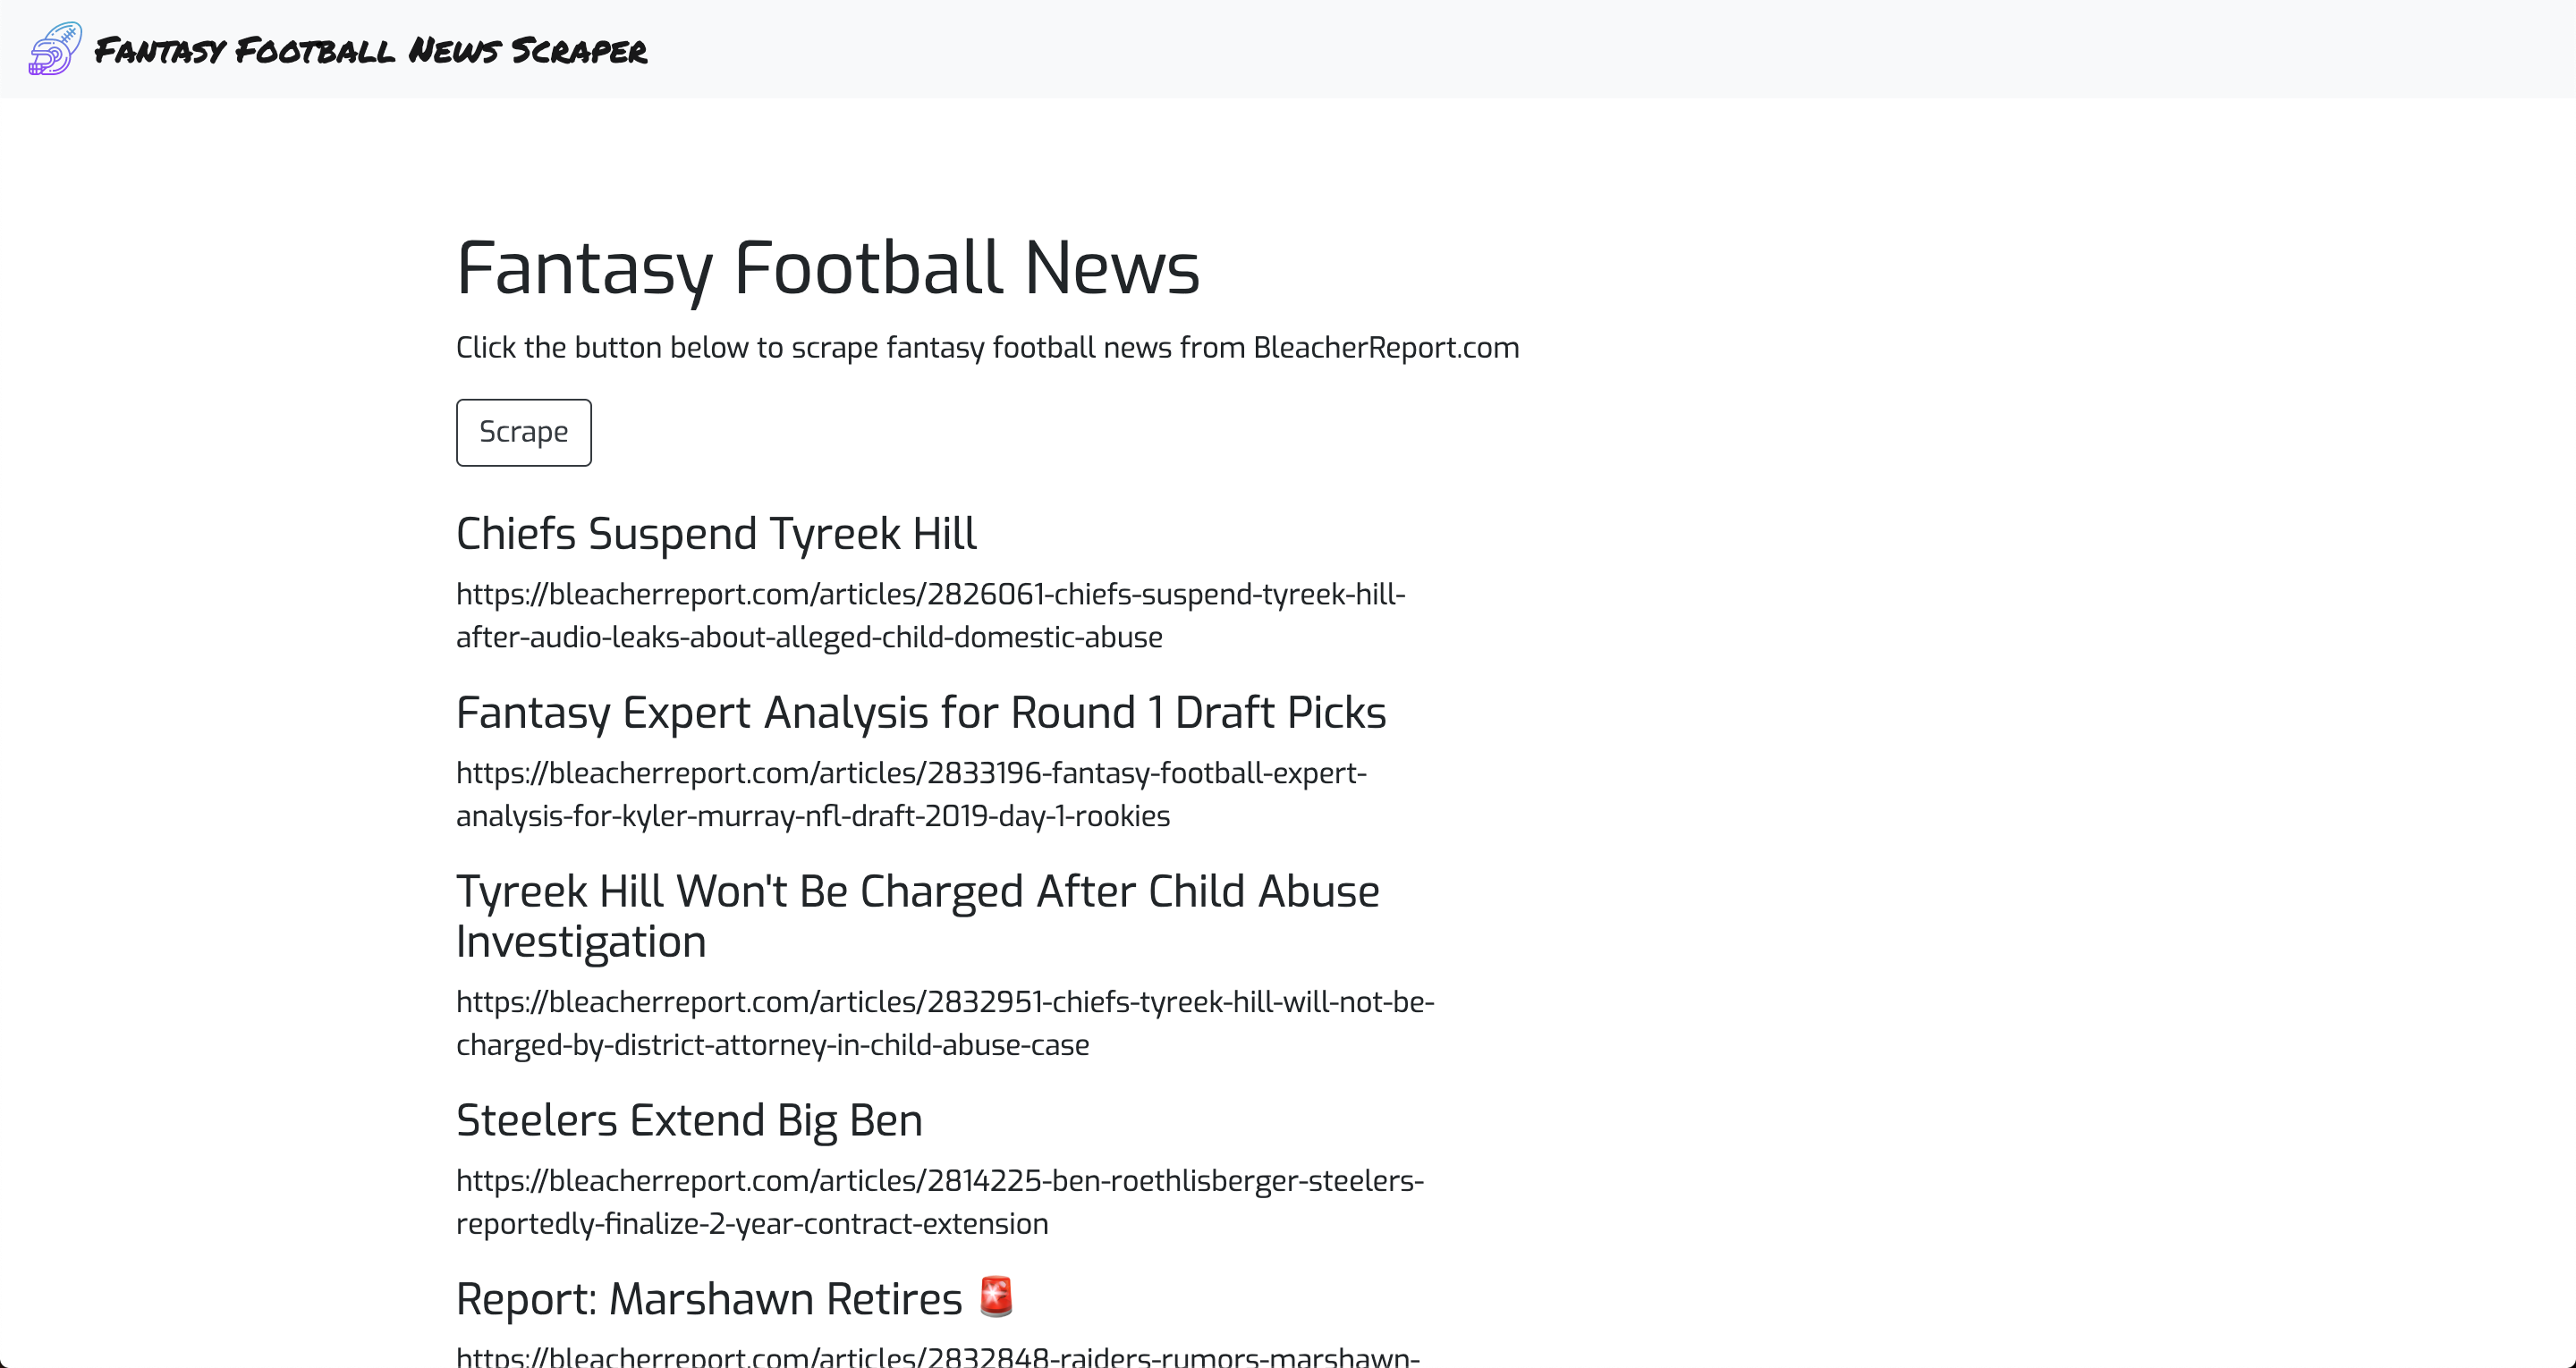 Fantasy Football News Scraper
Fantasy Football News
Click the button below to scrape fantasy football news from BleacherReport.com
Scrape
Chiefs Suspend Tyreek Hill
https://bleacherreport.com/articles/2826061-chiefs-suspend-tyreek-hill-
after-audio-leaks-about-alleged-child-domestic-abuse
Fantasy Expert Analysis for Round 1 Draft Picks
https://bleacherreport.com/articles/2833196-fantasy-football-expert-
analysis-for-kyler-murray-nfl-draft-2019-day-1-rookies
Tyreek Hill Won't Be Charged After Child Abuse
Investigation
https://bleacherreport.com/articles/2832951-chiefs-tyreek-hill-will-not-be-
charged-by-district-attorney-in-child-abuse-case
Steelers Extend Big Ben
https://bleacherreport.com/articles/2814225-ben-roethlisberger-steelers-
reportedly-finalize-2-year-contract-extension
Report: Marshawn Retires 🚨
https://bleacherreport.com/articles/2832848-raiders-rumors-marshawn-